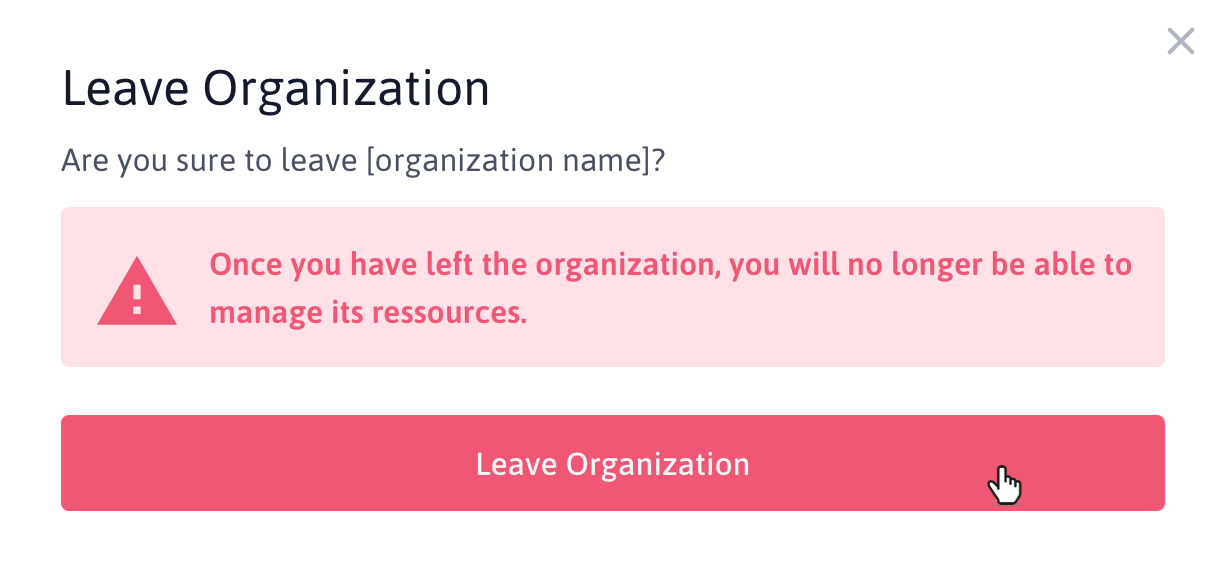 Leave Organization
Are you sure to leave [organization name]?
Once you have left the organization, you will no longer be able to
manage its ressources.
Leave Organization